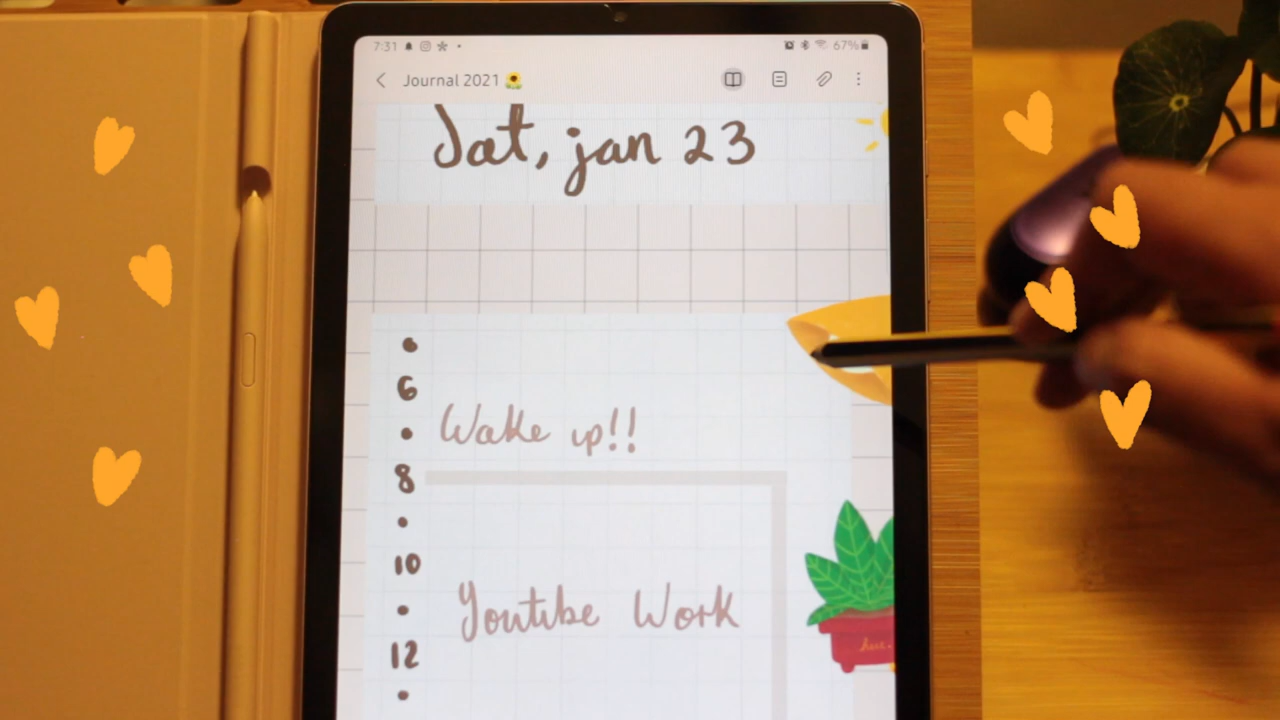 7:31 67%
Journal 2021
Sat, jan 23
6
Wake up!!
8
10
Youtube Work
12